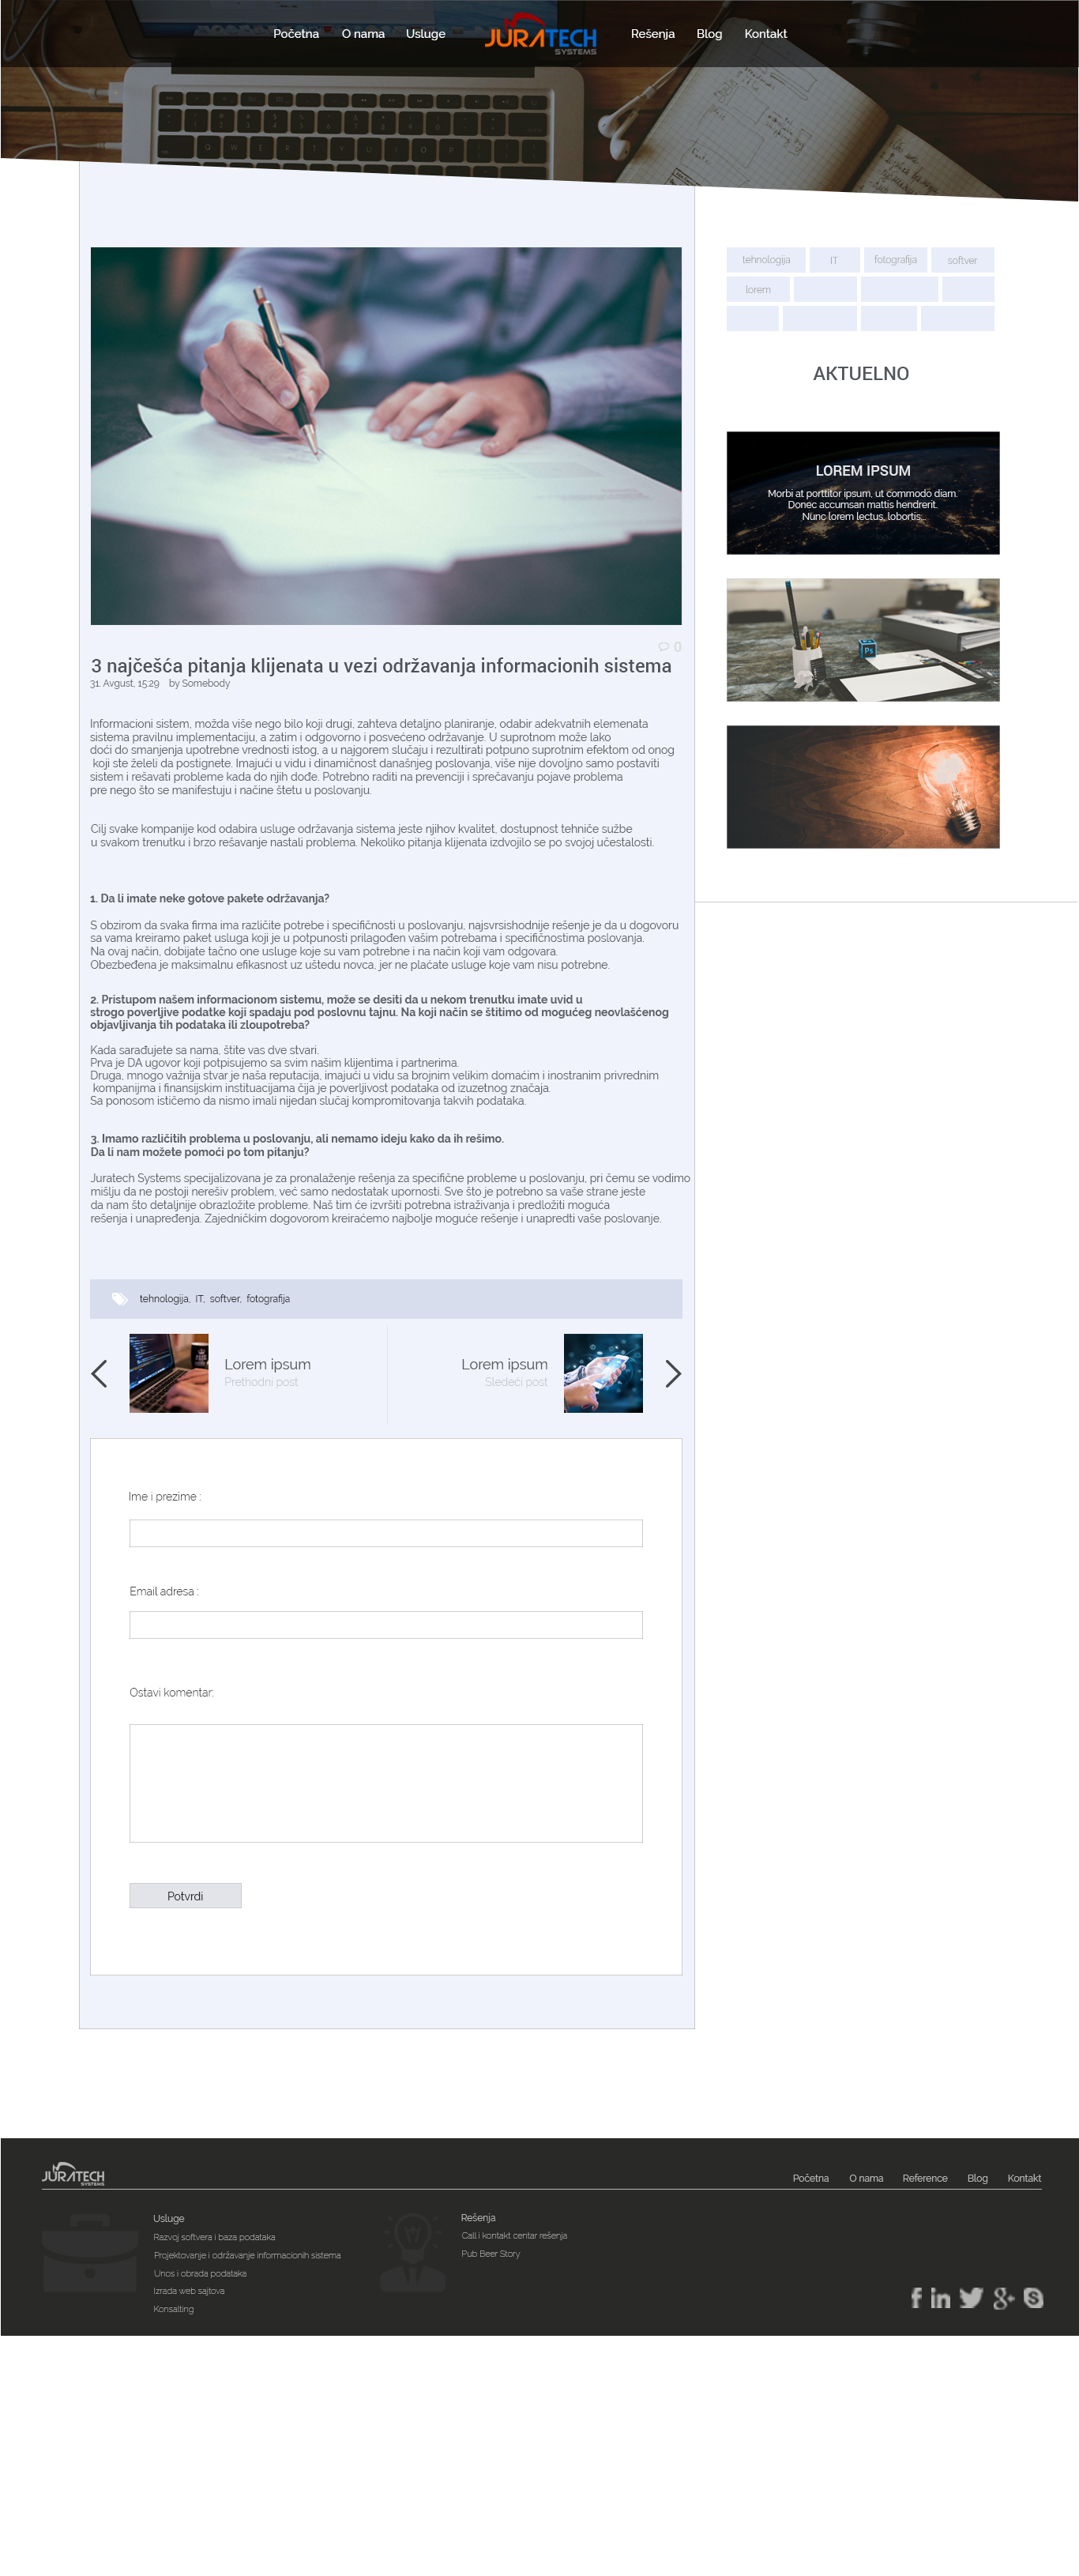 Početna O nama Usluge JURATECH SYSTEMS Rešenja Blog Kontakt
tehnologija IT fotografija softver
lorem
AKTUELNO
LOREM IPSUM
Morbi at porttitor ipsum, ut commodo diam.
Donec accumsan mattis hendrerit.
Nunc lorem lectus, lobortis...
Ps
0
3 najčešća pitanja klijenata u vezi održavanja informacionih sistema
31. Avgust, 15:29 by Somebody
Informacioni sistem, možda više nego bilo koji drugi, zahteva detaljno planiranje, odabir adekvatnih elemenata
sistema pravilnu implementaciju, a zatim i odgovorno i posvećeno održavanje. U suprotnom može lako
doći do smanjenja upotrebne vrednosti istog, a u najgorem slučaju i rezultirati potpuno suprotnim efektom od onog
koji ste želeli da postignete. Imajući u vidu i dinamičnost današnjeg poslovanja, više nije dovoljno samo postaviti
sistem i rešavati probleme kada do njih dođe. Potrebno raditi na prevenciji i sprečavanju pojave problema
pre nego što se manifestuju i načine štetu u poslovanju.
Cilj svake kompanije kod odabira usluge održavanja sistema jeste njihov kvalitet, dostupnost tehniče sužbe
u svakom trenutku i brzo rešavanje nastali problema. Nekoliko pitanja klijenata izdvojilo se po svojoj učestalosti.
1. Da li imate neke gotove pakete održavanja?
S obzirom da svaka firma ima različite potrebe i specifičnosti u poslovanju, najsvrsishodnije rešenje je da u dogovoru
sa vama kreiramo paket usluga koji je u potpunosti prilagođen vašim potrebama i specifičnostima poslovanja.
Na ovaj način, dobijate tačno one usluge koje su vam potrebne i na način koji vam odgovara.
Obezbeđena je maksimalnu efikasnost uz uštedu novca, jer ne plaćate usluge koje vam nisu potrebne.
2. Pristupom našem informacionom sistemu, može se desiti da u nekom trenutku imate uvid u
strogo poverljive podatke koji spadaju pod poslovnu tajnu. Na koji način se štitimo od mogućeg neovlašćenog
objavljivanja tih podataka ili zloupotreba?
Kada sarađujete sa nama, štite vas dve stvari.
Prva je DA ugovor koji potpisujemo sa svim našim klijentima i partnerima.
Druga, mnogo važnija stvar je naša reputacija, imajući u vidu sa brojnim velikim domaćim i inostranim privrednim
kompanijma i finansijskim instituacijama čija je poverljivost podataka od izuzetnog značaja.
Sa ponosom ističemo da nismo imali nijedan slučaj kompromitovanja takvih podataka.
3. Imamo različitih problema u poslovanju, ali nemamo ideju kako da ih rešimo.
Da li nam možete pomoći po tom pitanju?
Juratech Systems specijalizovana je za pronalaženje rešenja za specifične probleme u poslovanju, pri čemu se vodimo
mišlju da ne postoji nerešiv problem, već samo nedostatak upornosti. Sve što je potrebno sa vaše strane jeste
da nam što detaljnije obrazložite problemo. Naš tim će izvršiti potrebna istraživanja i predložiti moguća
rešenja i unapređenja. Zajedničkim dogovorom kreiraćemo najbolje moguće rešenje i unapredti vaše poslovanje.
tehnologija, IT, softver, fotografija
Lorem ipsum Lorem ipsum
Prethodni post Sledeći post
Ime i prezime :
Email adresa :
Ostavi komentar:
Potvrdi
JURATECH SYSTEMS
Početna O nama Reference Blog Kontakt
Usluge
Razvoj softvera i baza podataka
Projektovanje i održavanje informacionih sistema
Unos i obrada podataka
Izrada web sajtova
Konsalting
Rešenja
Call i kontakt centar rešenja
Pub Beer Story